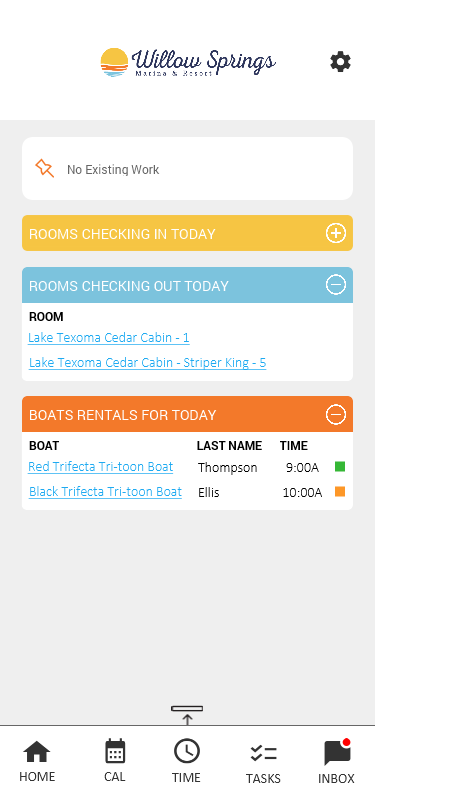 Willow Springs
Marina & Resort
No Existing Work
ROOMS CHECKING IN TODAY
ROOMS CHECKING OUT TODAY
ROOM
Lake Texoma Cedar Cabin - 1
Lake Texoma Cedar Cabin - Striper King - 5
BOATS RENTALS FOR TODAY
BOAT LAST NAME TIME
Red Trifecta Tri-toon Boat Thompson 9:00A
Black Trifecta Tri-toon Boat Ellis 10:00A
HOME CAL TIME TASKS INBOX